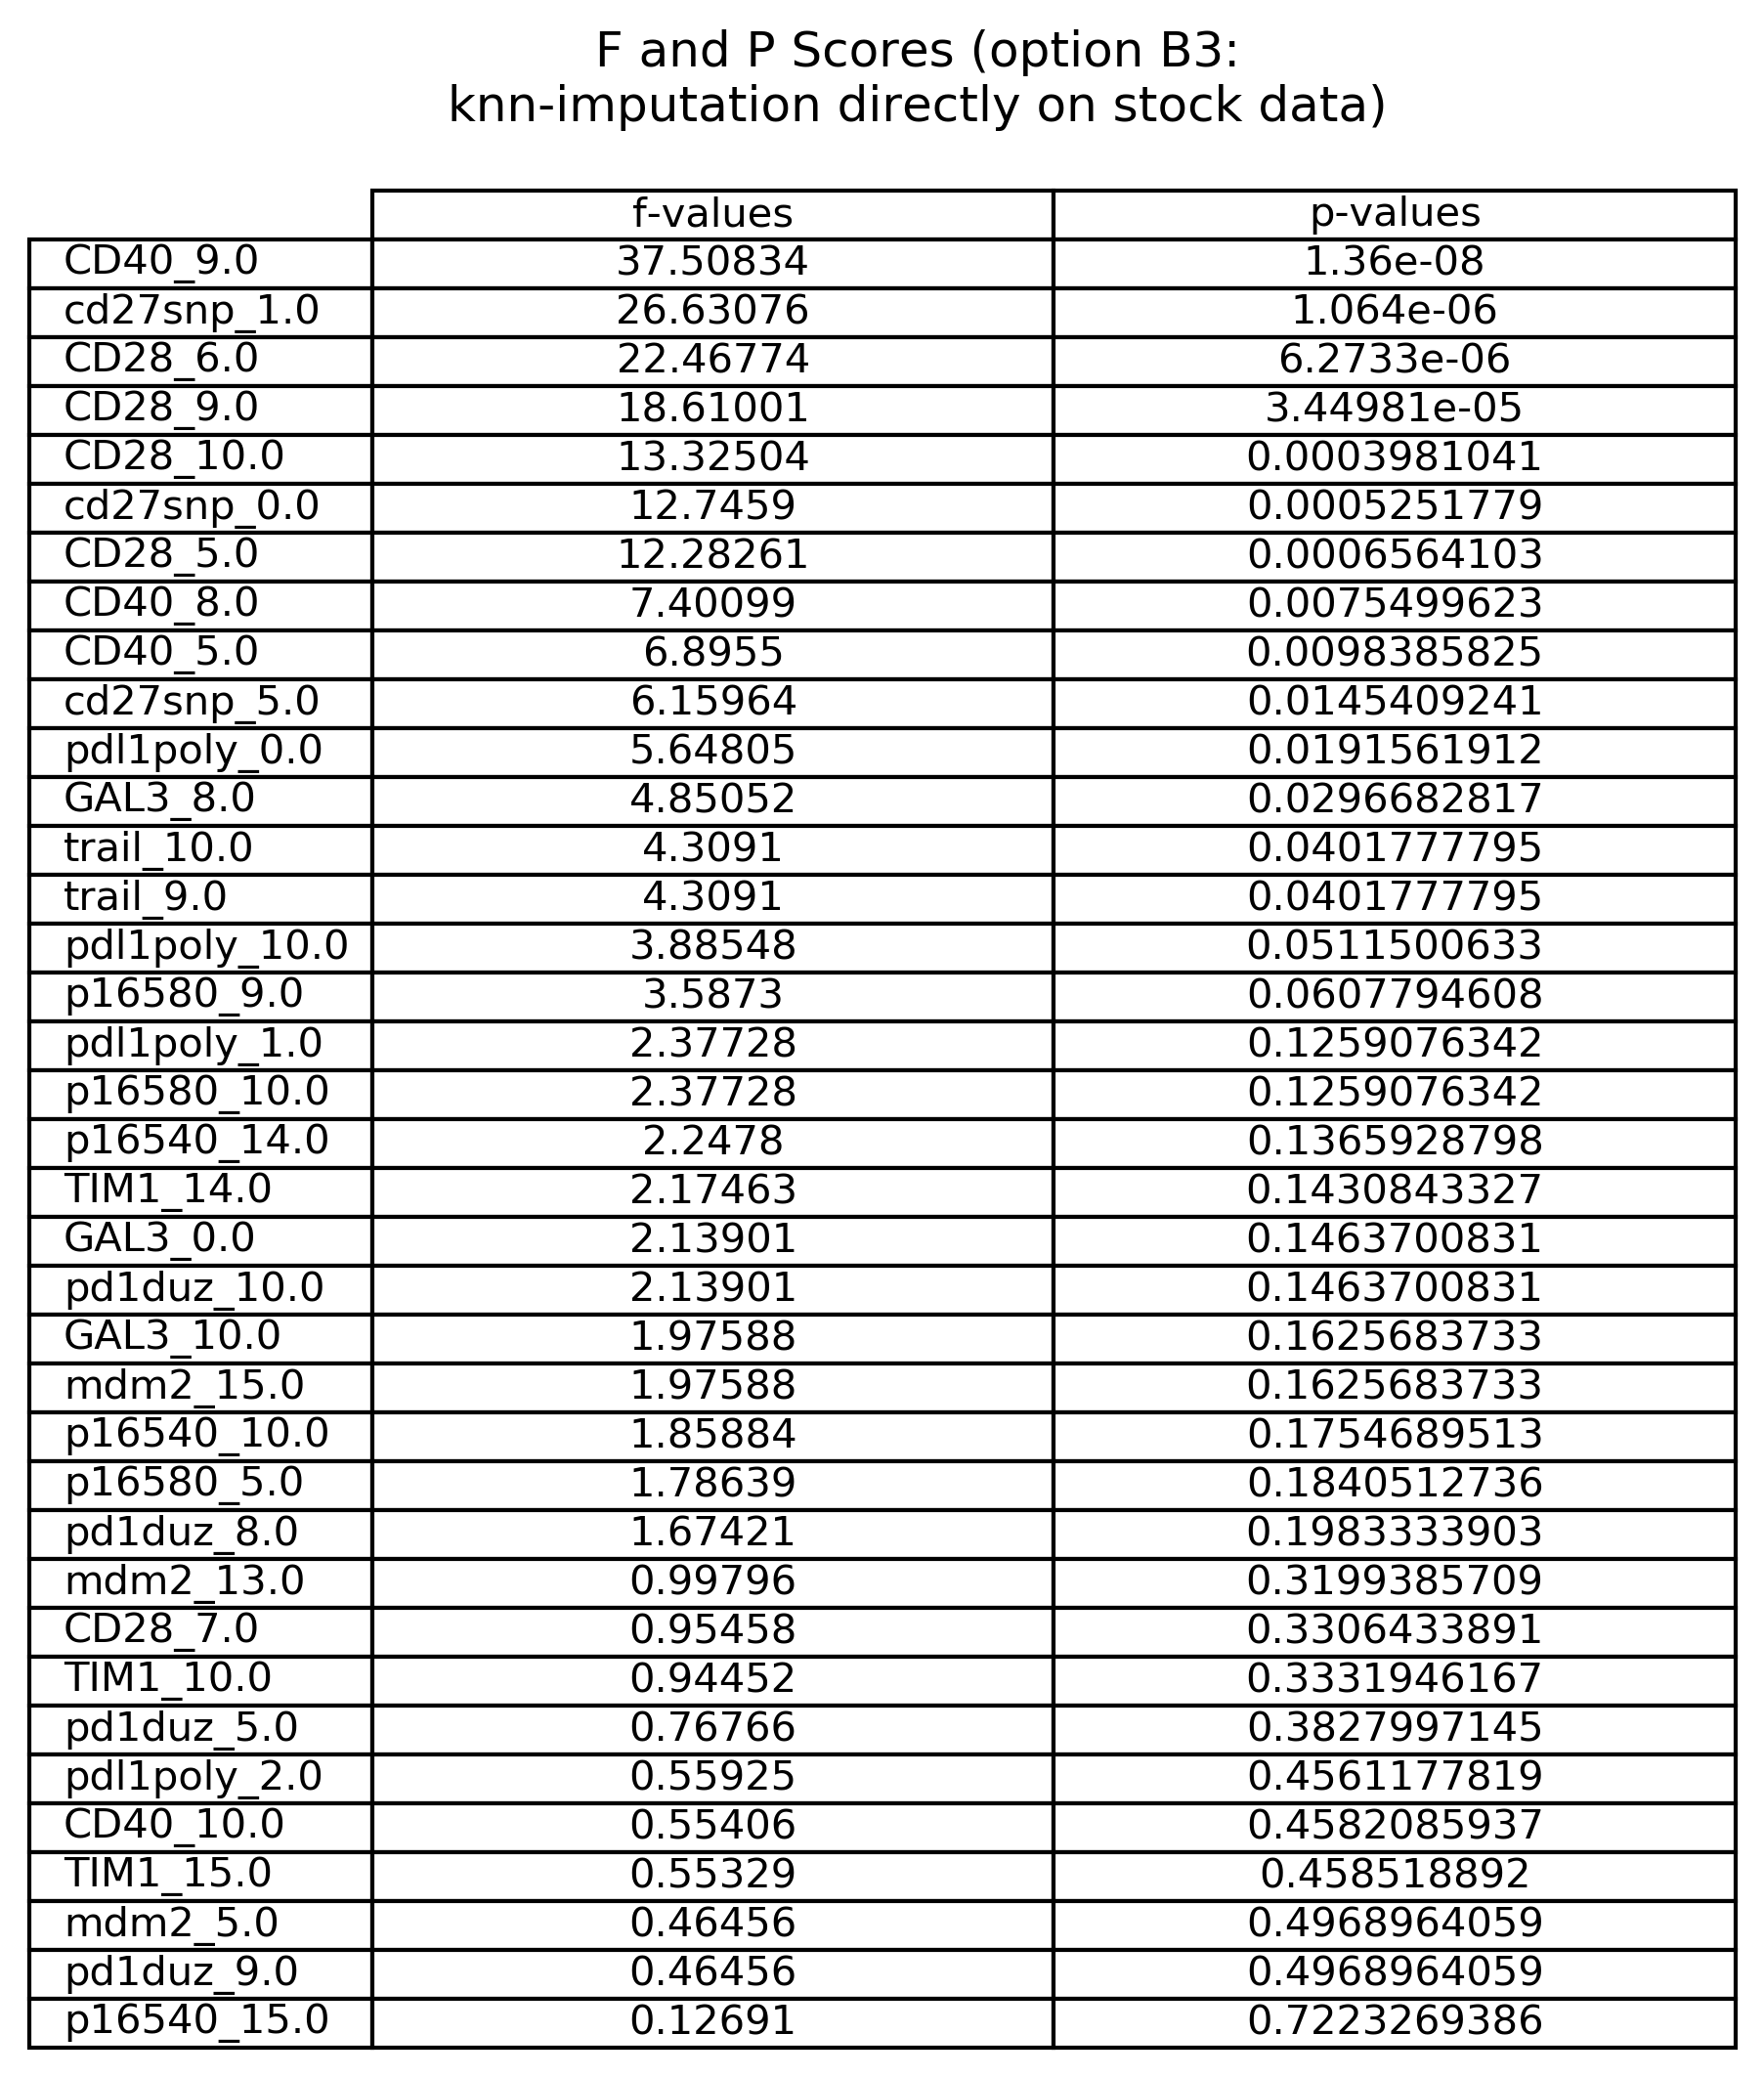 F and P Scores (option B3:
knn-imputation directly on stock data)
f-values p-values
CD40_9.0 37.50834 1.36e-08
cd27snp_1.0 26.63076 1.064e-06
CD28_6.0 22.46774 6.2733e-06
CD28_9.0 18.61001 3.44981e-05
CD28_10.0 13.32504 0.0003981041
cd27snp_0.0 12.7459 0.0005251779
CD28_5.0 12.28261 0.0006564103
CD40_8.0 7.40099 0.0075499623
CD40_5.0 6.8955 0.0098385825
cd27snp_5.0 6.15964 0.0145409241
pdl1poly_0.0 5.64805 0.0191561912
GAL3_8.0 4.85052 0.0296682817
trail_10.0 4.3091 0.0401777795
trail_9.0 4.3091 0.0401777795
pdl1poly_10.0 3.88548 0.0511500633
p16580_9.0 3.5873 0.0607794608
pdl1poly_1.0 2.37728 0.1259076342
p16580_10.0 2.37728 0.1259076342
p16540_14.0 2.2478 0.1365928798
TIM1_14.0 2.17463 0.1430843327
GAL3_0.0 2.13901 0.1463700831
pd1duz_10.0 2.13901 0.1463700831
GAL3_10.0 1.97588 0.1625683733
mdm2_15.0 1.97588 0.1625683733
p16540_10.0 1.85884 0.1754689513
p16580_5.0 1.78639 0.1840512736
pd1duz_8.0 1.67421 0.1983333903
mdm2_13.0 0.99796 0.3199385709
CD28_7.0 0.95458 0.3306433891
TIM1_10.0 0.94452 0.3331946167
pd1duz_5.0 0.76766 0.3827997145
pdl1poly_2.0 0.55925 0.4561177819
CD40_10.0 0.55406 0.4582085937
TIM1_15.0 0.55329 0.458518892
mdm2_5.0 0.46456 0.4968964059
pd1duz_9.0 0.46456 0.4968964059
p16540_15.0 0.12691 0.7223269386